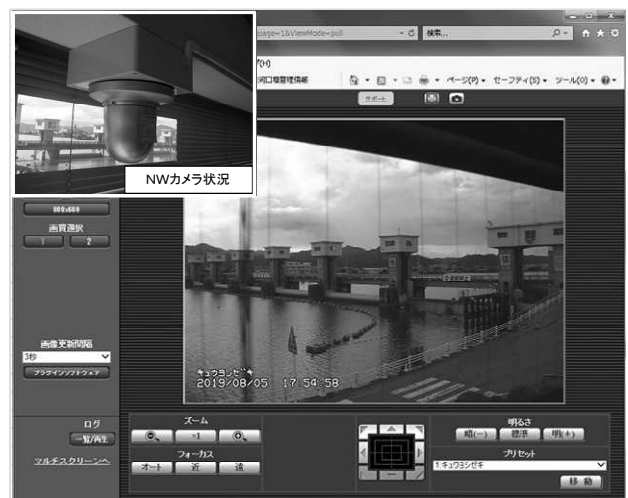 uage=1&ViewMode=pull
検索...
(H)
河口堰管理情報
ページ(P)
セーフティ(S)
ツール(O)
サポート
NWカメラ状況
800x600
画質選択
1 2
キュウヨシゼキ
2019/08/05 17 54 58
画像更新間隔
3秒
プラグインソフトウェア
ログ
一覧/再生
マルチスクリーンへ
ズーム
×1
フォーカス
オート 近 遠
明るさ
暗(−) 標準 明(+)
プリセット
1.キュウヨシゼキ
移 動